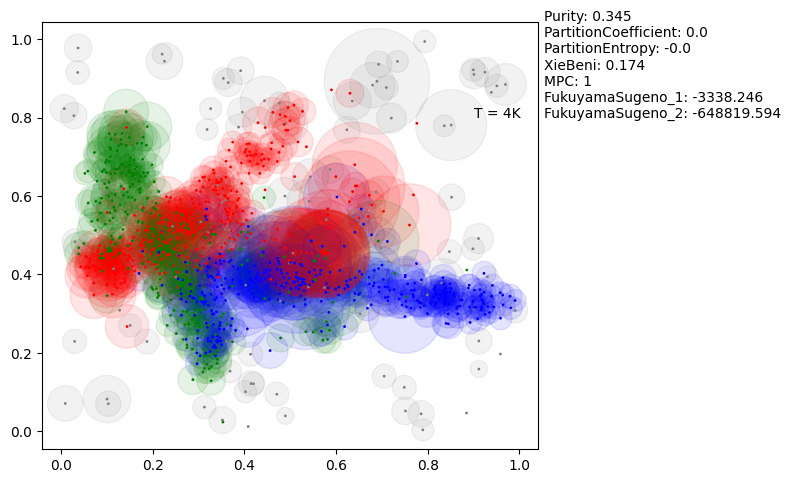 Purity: 0.345
PartitionCoefficient: 0.0
PartitionEntropy: -0.0
XieBeni: 0.174
MPC: 1
FukuyamaSugeno_1: -3338.246
FukuyamaSugeno_2: -648819.594
T = 4K
1.0
0.8
0.6
0.4
0.2
0.0
0.0 0.2 0.4 0.6 0.8 1.0